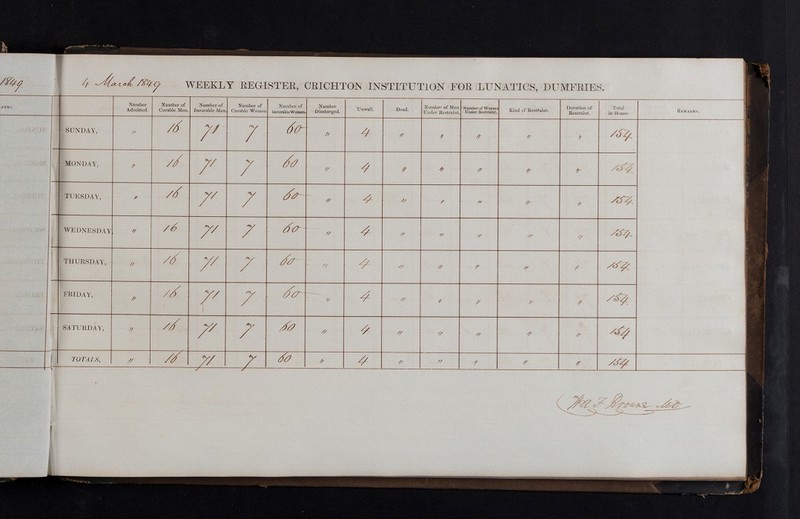 1849
4 March 1849 WEEKLY REGISTER, CRICHTON INSTITUTION FOR LUNATICS, DUMFRIES.
Number Admitted. Number of Curable Men. Number of Incurable Men. Number of Curable Women. Number of Incurable Women. Number Discharged. Unwell. Dead. Number of Men Under Restraint. Number of Women Under Restraint. Kind of Restraint. Duration of Restraint. Total in House. REMARKS.
SUNDAY, " 16 71 7 60 " 4 " " " " " 154.
MONDAY, " 16 71 7 60 " 4 " " " " " 154.
TUESDAY, " 16 71 7 60 " 4 " " " " " 154.
WEDNESDAY, " 16 71 7 60 " 4 " " " " " 154.
THURSDAY, " 16 71 7 60 " 4 " " " " " 154.
FRIDAY, " 16 71 7 60 " 4 " " " " " 154.
SATURDAY, " 16 71 7 60 " 4 " " " " " 154
TOTALS, " 16 71 7 60 " 4 " " " " " 154.
Wm F Browne MD